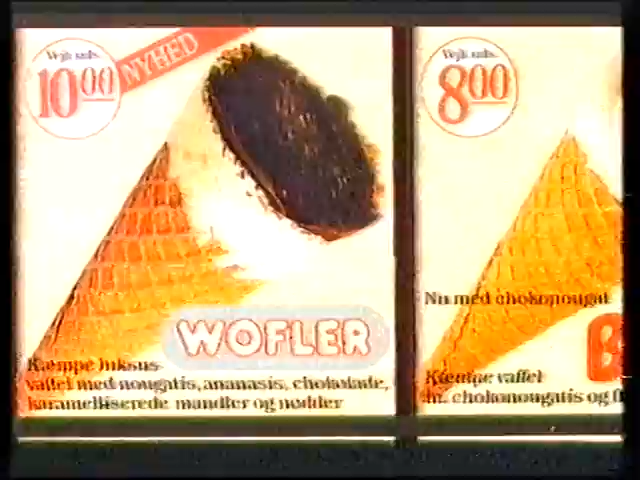 Vejl. uds.
10.00
NYHED
WOFLER
Kæmpe luksus
vaffel med nougatis, ananasis, chokolade,
karamelliserede mandler og nødder
Vejl. uds.
8.00
Nu med chokonougat
B
Kæmpe vaffel
m. chokonougatis og fl